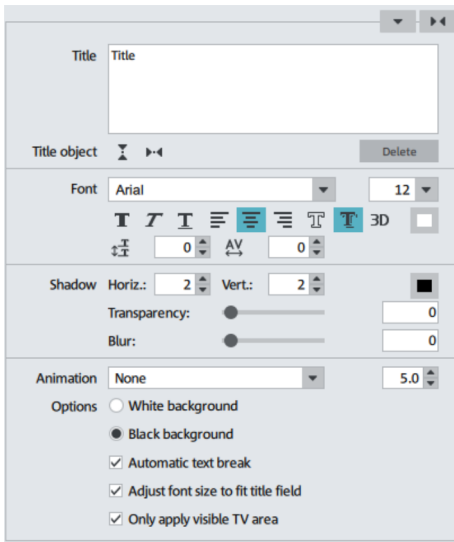 Title Title
Title object Delete
Font Arial 12
T T T T T 3D
T 0 AV 0
Shadow Horiz.: 2 Vert.: 2
Transparency: 0
Blur: 0
Animation None 5.0
Options White background
Black background
Automatic text break
Adjust font size to fit title field
Only apply visible TV area